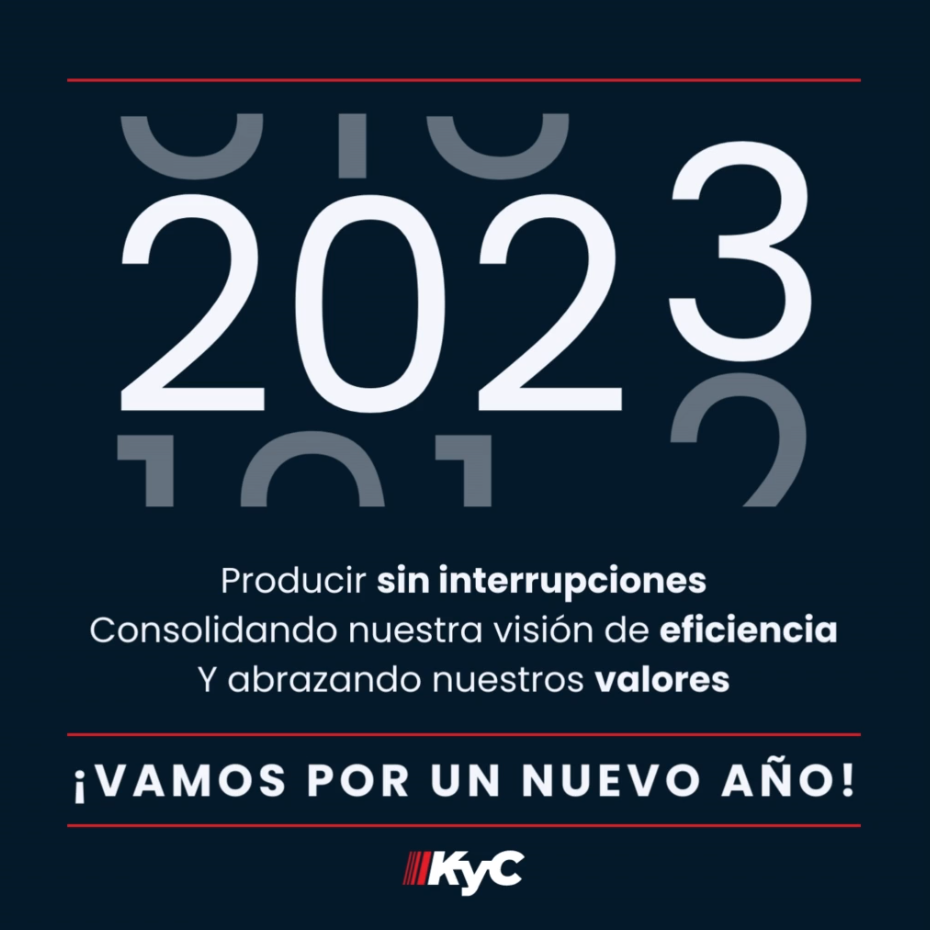 2023
Producir sin interrupciones
Consolidando nuestra visión de eficiencia
Y abrazando nuestros valores
¡VAMOS POR UN NUEVO AÑO!
KyC